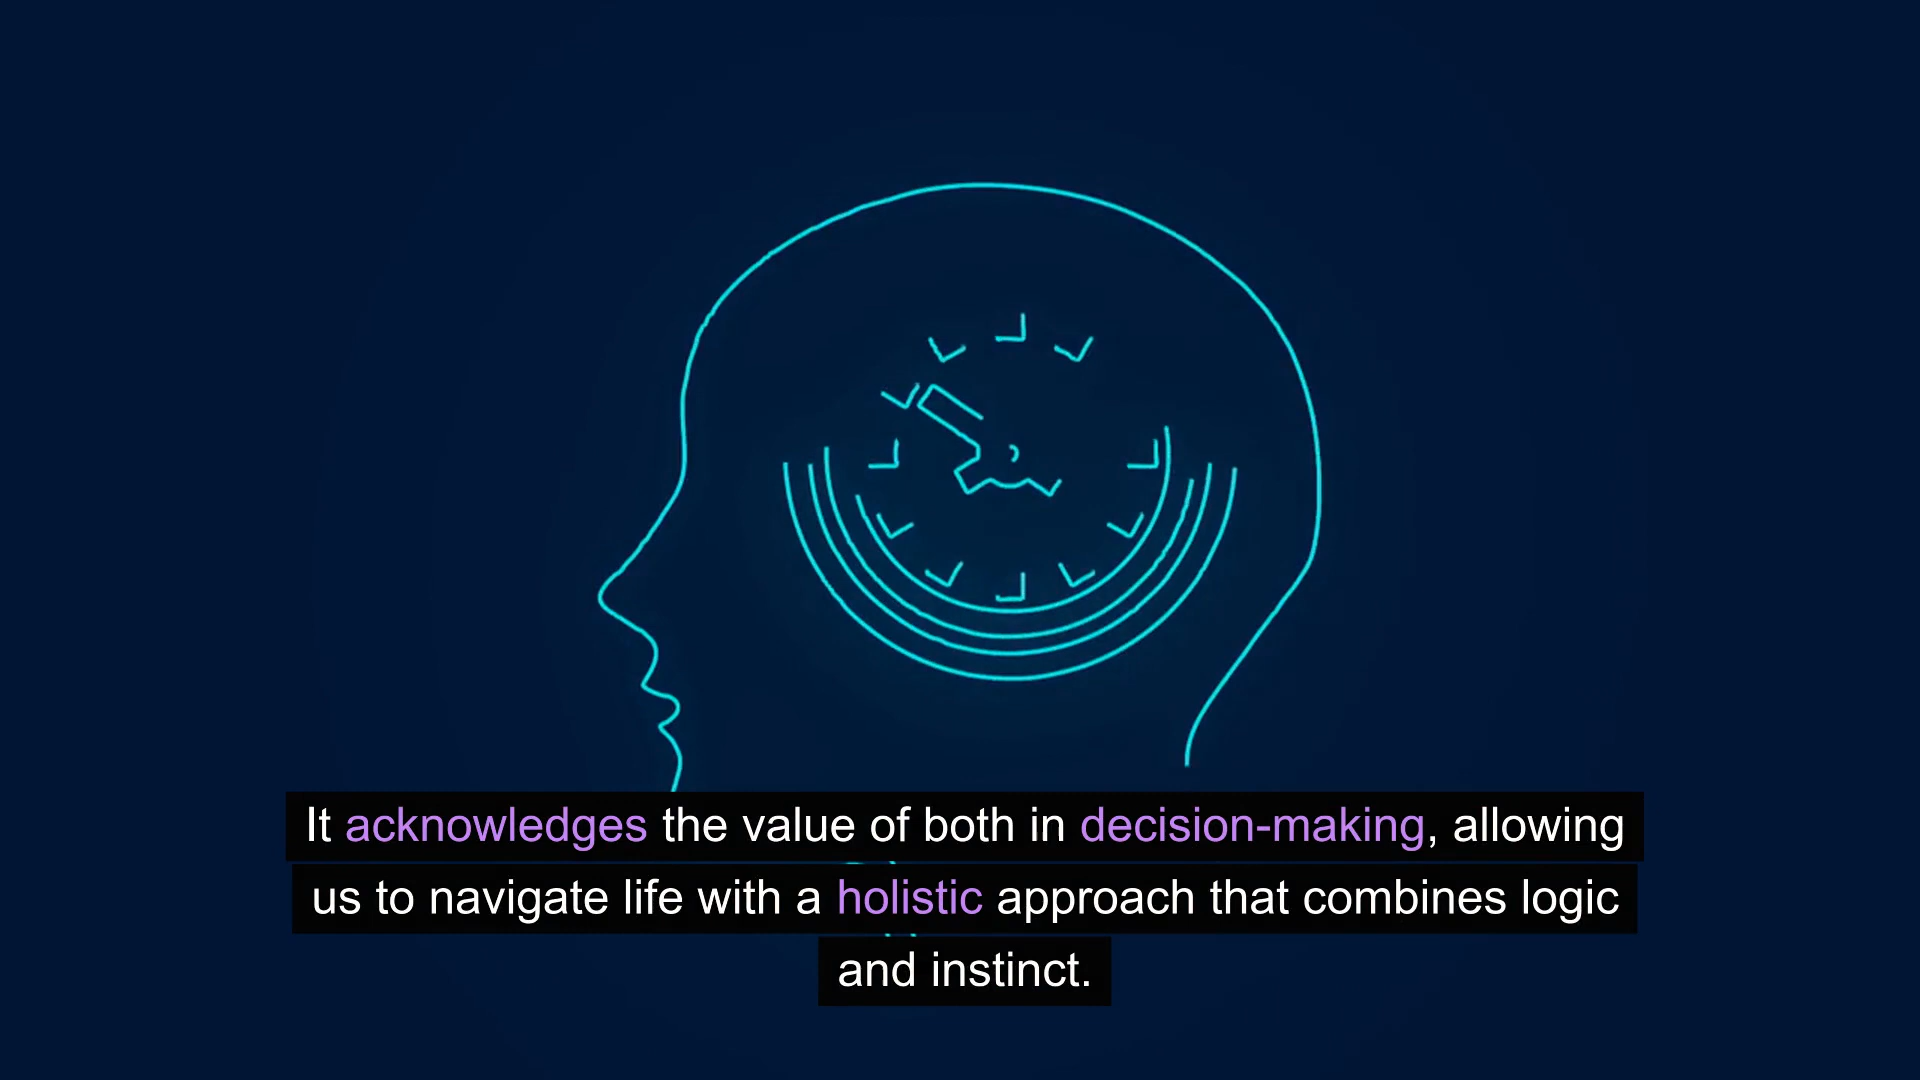 It acknowledges the value of both in decision-making, allowing
us to navigate life with a holistic approach that combines logic
and instinct.